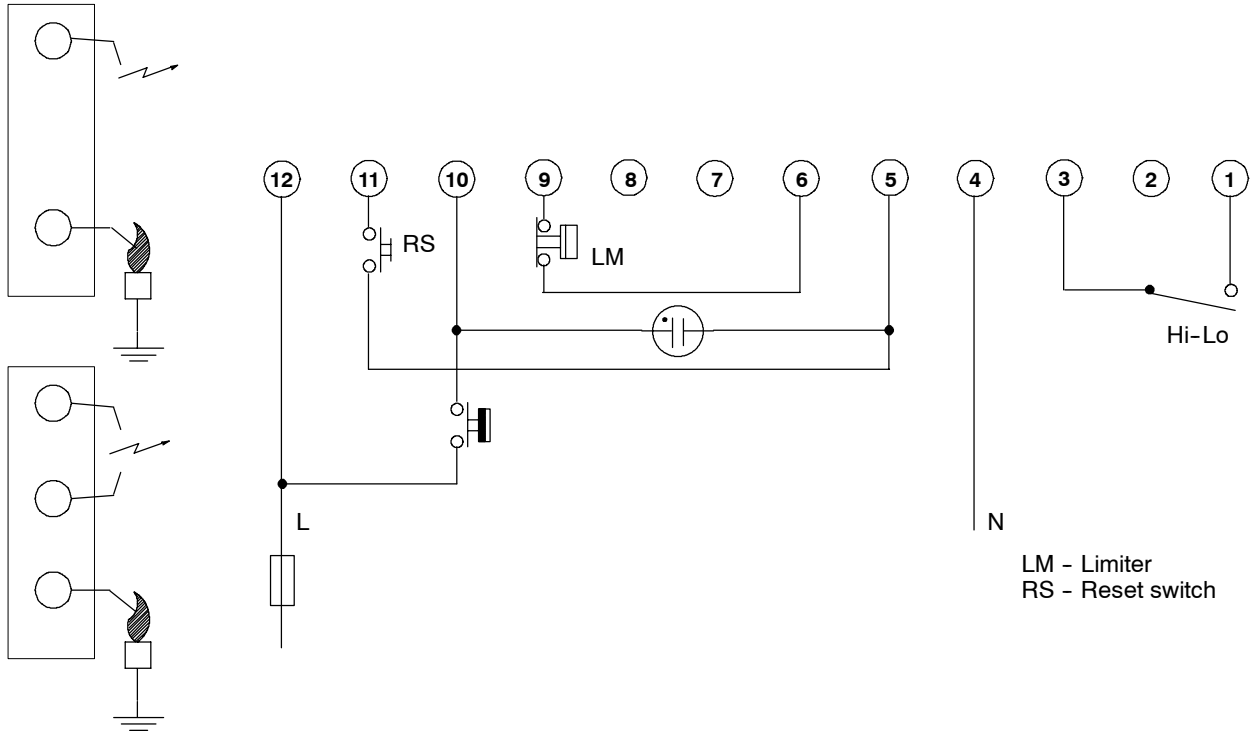 12 11 10 9 8 7 6 5 4 3 2 1
RS
LM
Hi-Lo
L
N
LM - Limiter
RS - Reset switch